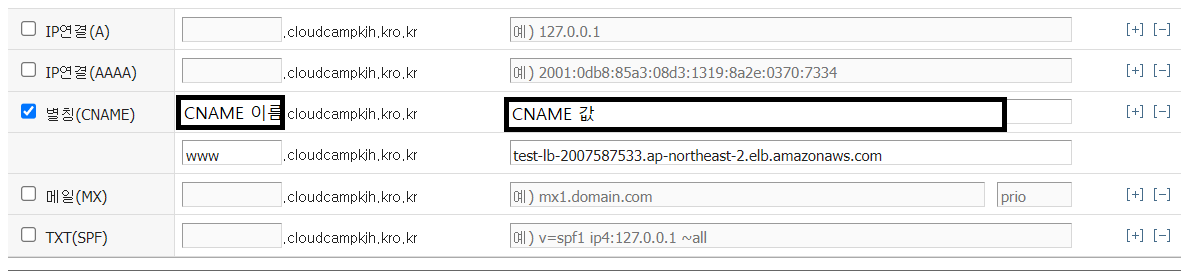 IP연결(A) .cloudcampkjh.kro.kr 예) 127.0.0.1 [+] [-]
IP연결(AAAA) .cloudcampkjh.kro.kr 예) 2001:0db8:85a3:08d3:1319:8a2e:0370:7334 [+] [-]
별칭(CNAME) CNAME 이름 .cloudcampkjh.kro.kr CNAME 값 [+] [-]
www .cloudcampkjh.kro.kr test-lb-2007587533.ap-northeast-2.elb.amazonaws.com
메일(MX) .cloudcampkjh.kro.kr 예) mx1.domain.com prio [+] [-]
TXT(SPF) .cloudcampkjh.kro.kr 예) v=spf1 ip4:127.0.0.1 ~all [+] [-]